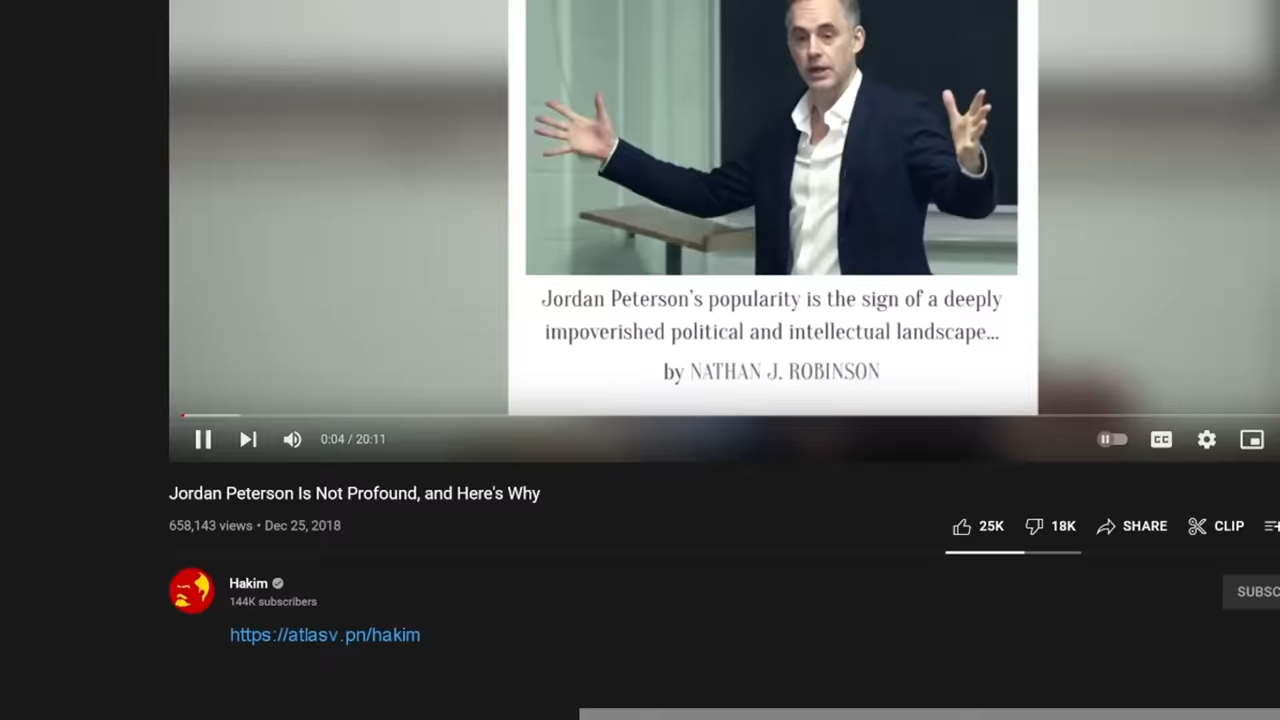 Jordan Peterson's popularity is the sign of a deeply
impoverished political and intellectual landscape...
by NATHAN J. ROBINSON
0:04 / 20:11
CC
Jordan Peterson Is Not Profound, and Here's Why
658,143 views • Dec 25, 2018
25K 18K SHARE CLIP
Hakim
144K subscribers
SUBSC
https://atlasv.pn/hakim